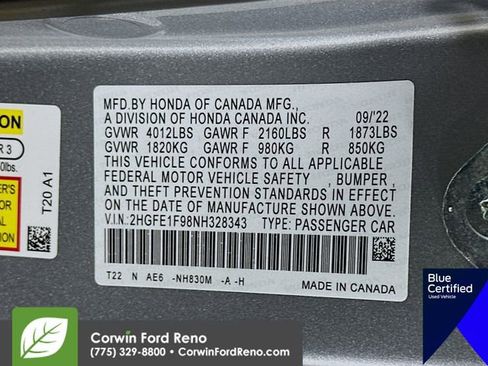 ION
R 3
0lbs.
T20 A1
MFD.BY HONDA OF CANADA MFG.,
A DIVISION OF HONDA CANADA INC. 09/'22
GVWR 4012LBS GAWR F 2160LBS R 1873LBS
GVWR 1820KG GAWR F 980KG R 850KG
THIS VEHICLE CONFORMS TO ALL APPLICABLE
FEDERAL MOTOR VEHICLE SAFETY , BUMPER ,
AND THEFT PREVENTION STANDARDS IN EFFECT
ON THE DATE OF MANUFACTURE SHOWN ABOVE.
V.I.N: 2HGFE1F98NH328343 TYPE: PASSENGER CAR
T22 N AE6 -NH830M -A -H
MADE IN CANADA
Blue
Certified
Used Vehicle
Corwin Ford Reno
(775) 329-8800 • CorwinFordReno.com